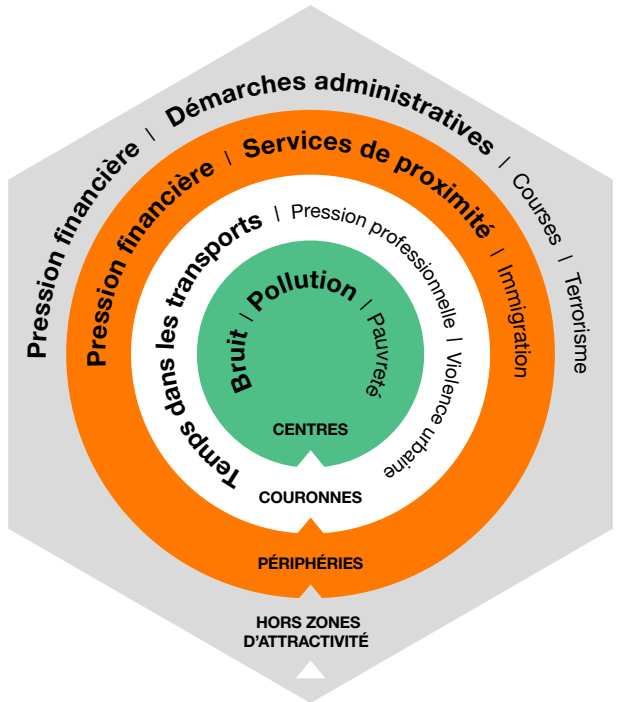 Pression financière | Démarches administratives | Courses | Terrorisme
Pression financière | Services de proximité | Immigration
Temps dans les transports | Pression professionnelle | Violence urbaine
Bruit | Pollution | Pauvreté
CENTRES
COURONNES
PÉRIPHÉRIES
HORS ZONES
D'ATTRACTIVITÉ